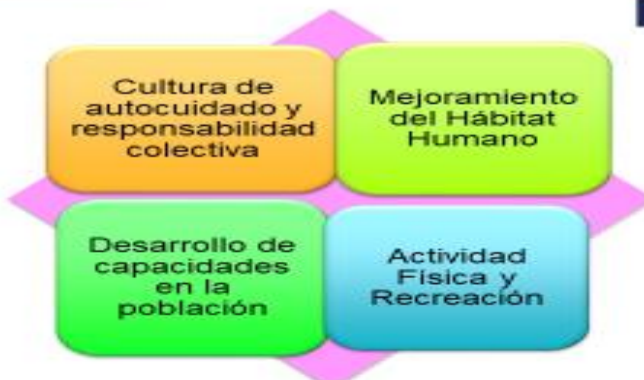 Cultura de
autocuidado y
responsabilidad
colectiva
Mejoramiento
del Hábitat
Humano
Desarrollo de
capacidades
en la
población
Actividad
Física y
Recreación